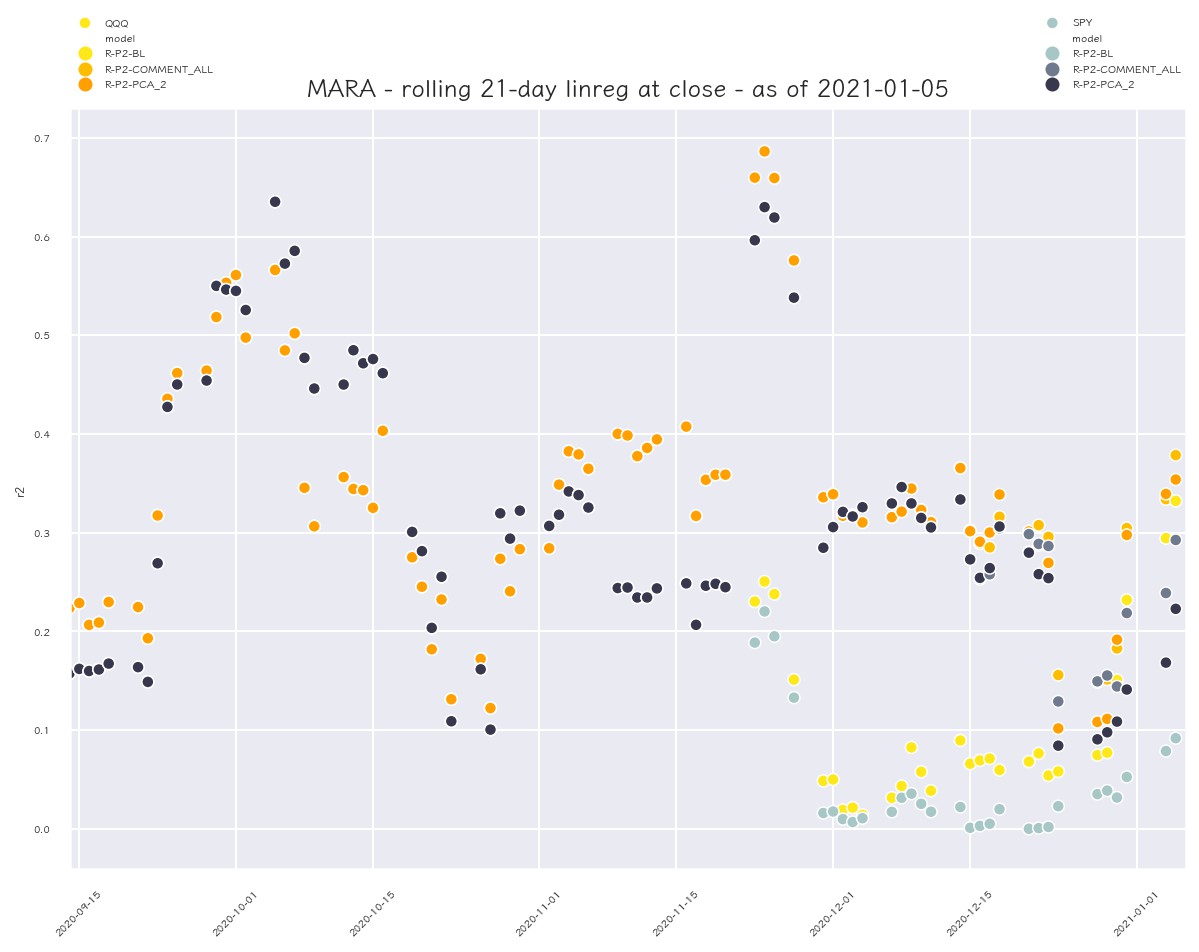 QQQ
model
R-P2-BL
R-P2-COMMENT_ALL
R-P2-PCA_2
SPY
model
R-P2-BL
R-P2-COMMENT_ALL
R-P2-PCA_2
MARA - rolling 21-day linreg at close - as of 2021-01-05
0.7
0.6
0.5
0.4
0.3
0.2
0.1
0.0
r2
2020-09-15
2020-10-01
2020-10-15
2020-11-01
2020-11-15
2020-12-01
2020-12-15
2021-01-01